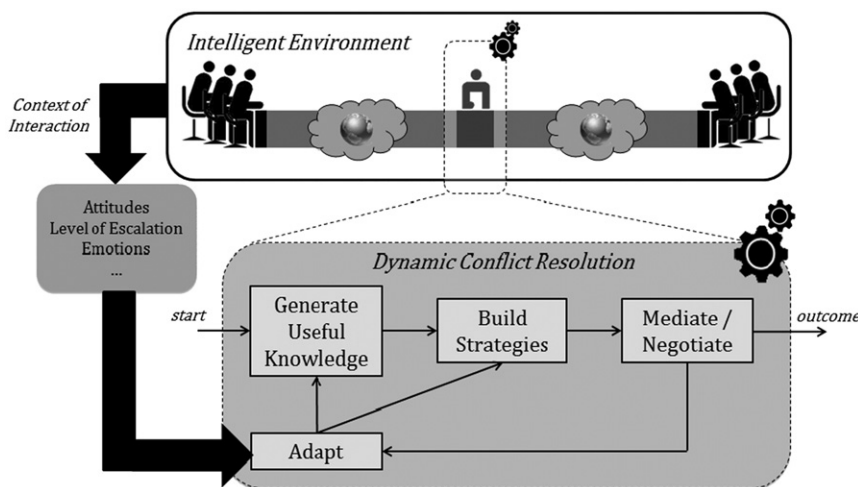 Intelligent Environment
Context of
Interaction
Attitudes
Level of Escalation
Emotions
...
Dynamic Conflict Resolution
start
Generate
Useful
Knowledge
Build
Strategies
Mediate /
Negotiate
outcome
Adapt